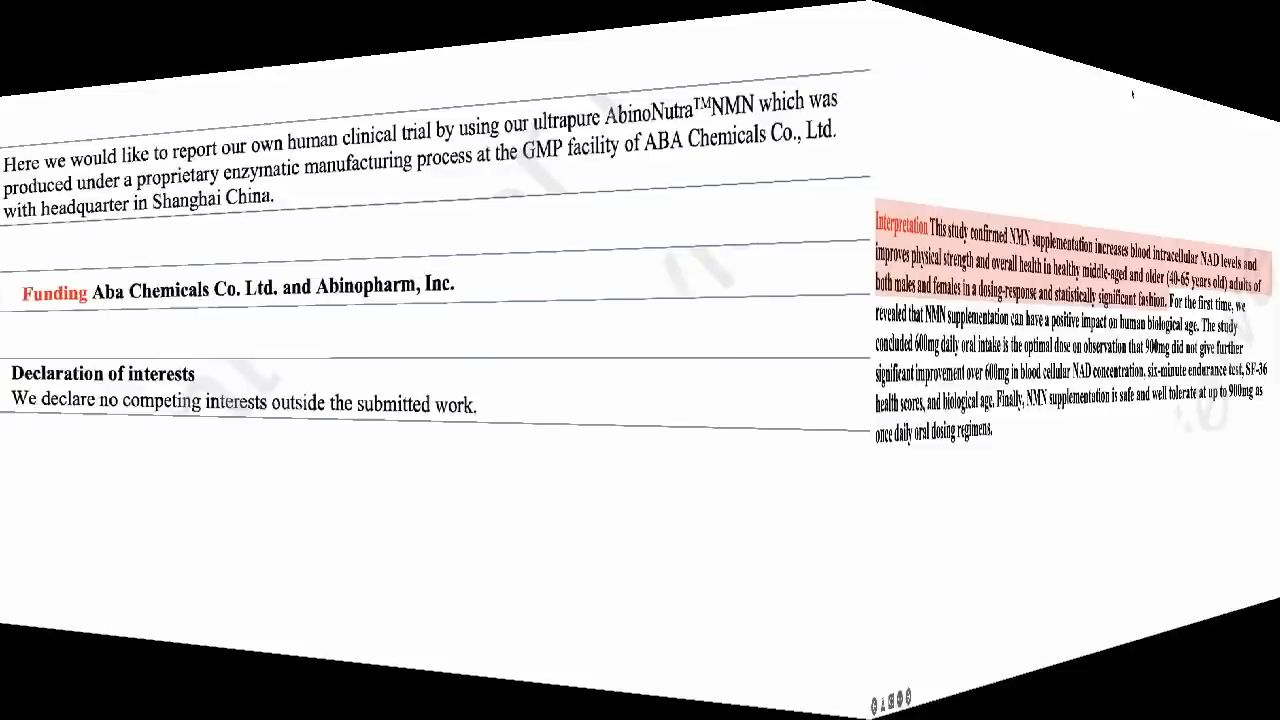 Here we would like to report our own human clinical trial by using our ultrapure AbinoNutra™NMN which was
produced under a proprietary enzymatic manufacturing process at the GMP facility of ABA Chemicals Co., Ltd.
with headquarter in Shanghai China.
Funding Aba Chemicals Co. Ltd. and Abinopharm, Inc.
Declaration of interests
We declare no competing interests outside the submitted work.
Interpretation This study confirmed NMN supplementation increases blood intracellular NAD levels and
improves physical strength and overall health in healthy middle-aged and older (40-65 years old) adults of
both males and females in a dosing-response and statistically significant fashion. For the first time, we
revealed that NMN supplementation can have a positive impact on human biological age. The study
concluded 600mg daily oral intake is the optimal dose on observation that 900mg did not give further
significant improvement over 600mg in blood cellular NAD concentration, six-minute endurance test, SF-36
health scores, and biological age. Finally, NMN supplementation is safe and well tolerate at up to 900mg as
once daily oral dosing regimens.